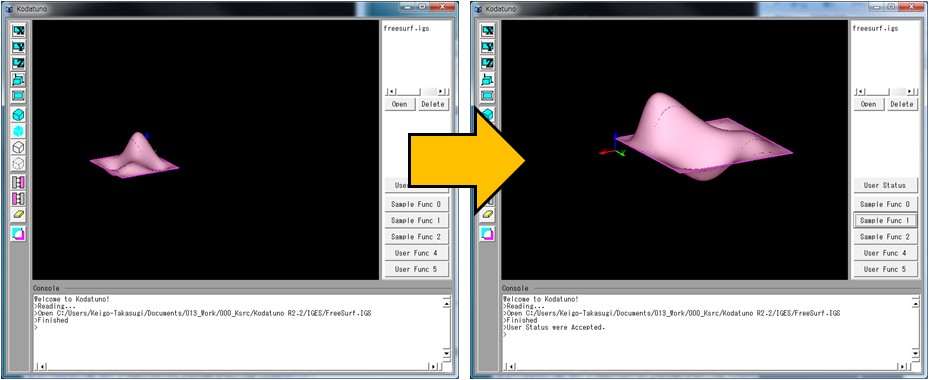 Kodatuno
freesurf.igs
Open
Delete
User
Sample Func 0
Sample Func 1
Sample Func 2
User Func 4
User Func 5
Console
Welcome to Kodatuno!
>Reading...
>Open C:/Users/Keigo-Takasugi/Documents/013_Work/000_Ksrc/Kodatuno R2.2/IGES/FreeSurf.IGS
>Finished
>
Kodatuno
freesurf.igs
Open
Delete
User Status
Sample Func 0
Sample Func 1
Sample Func 2
User Func 4
User Func 5
Console
Welcome to Kodatuno!
>Reading...
>Open C:/Users/Keigo-Takasugi/Documents/013_Work/000_Ksrc/Kodatuno R2.2/IGES/FreeSurf.IGS
>Finished
>User Status were Accepted.
>